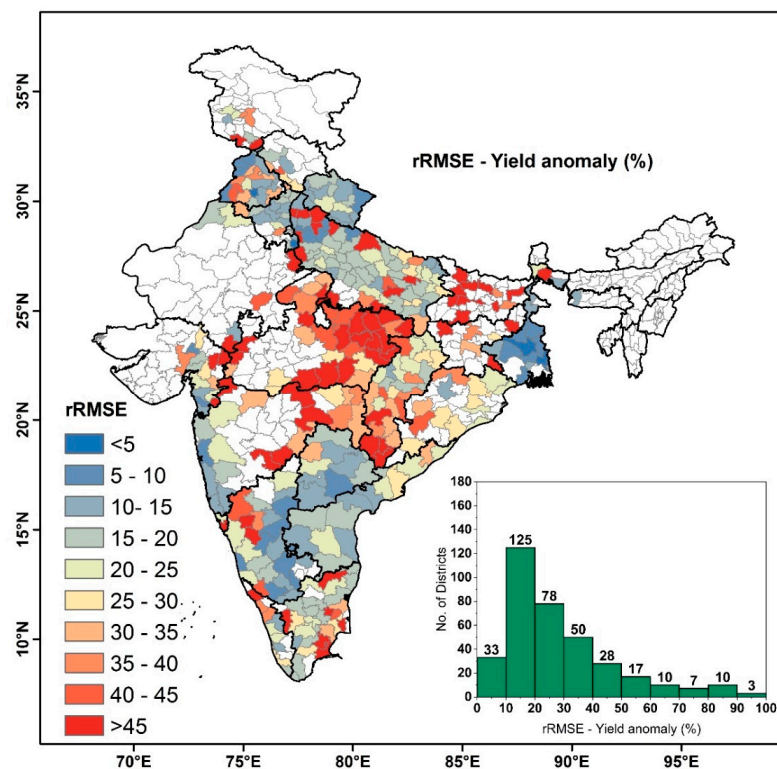 rRMSE - Yield anomaly (%)
35°N
30°N
25°N
20°N
15°N
10°N
rRMSE
<5
5 - 10
10- 15
15 - 20
20 - 25
25 - 30
30 - 35
35 - 40
40 - 45
>45
70°E
75°E
80°E
85°E
90°E
95°E
No. of Districts
180
160
140
120
100
80
60
40
20
0
33
125
78
50
28
17
10
7
10
3
0 10 20 30 40 50 60 70 80 90 100
rRMSE - Yield anomaly (%)